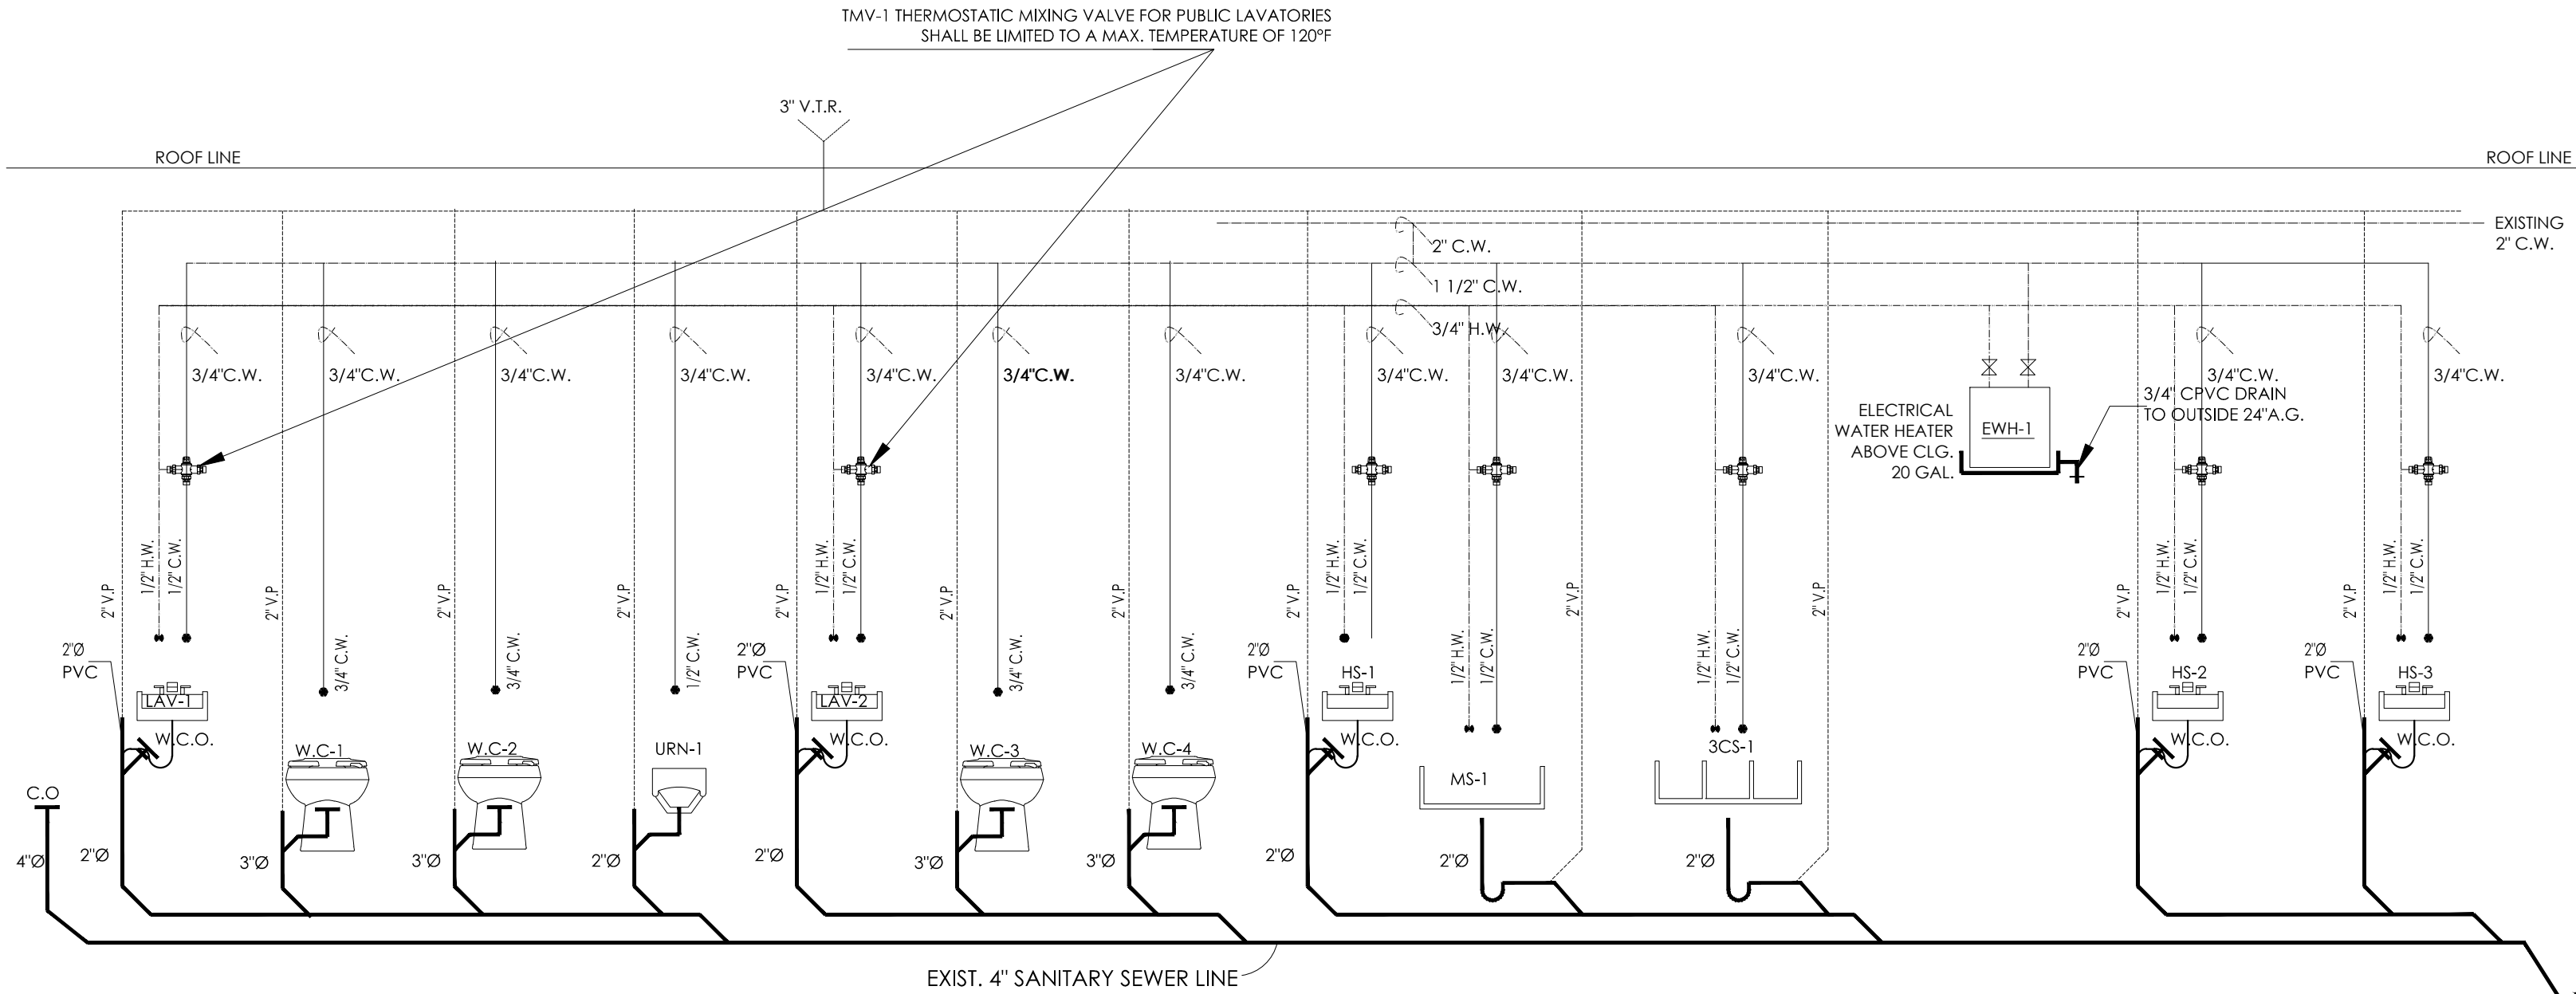 TMV-1 THERMOSTATIC MIXING VALVE FOR PUBLIC LAVATORIES
SHALL BE LIMITED TO A MAX. TEMPERATURE OF 120°F
3" V.T.R.
ROOF LINE
ROOF LINE
EXISTING
2" C.W.
2" C.W.
1 1/2" C.W.
3/4" H.W.
3/4"C.W.
3/4"C.W.
3/4"C.W.
3/4"C.W.
3/4"C.W.
3/4"C.W.
3/4"C.W.
3/4"C.W.
3/4"C.W.
3/4"C.W.
3/4"C.W.
3/4"C.W.
ELECTRICAL
WATER HEATER
ABOVE CLG.
20 GAL.
EWH-1
3/4" CPVC DRAIN
TO OUTSIDE 24"A.G.
2" V.P
1/2" H.W.
1/2" C.W.
2" V.P
3/4" C.W.
2" V.P
3/4" C.W.
2" V.P
1/2" C.W.
2" V.P
1/2" H.W.
1/2" C.W.
2" V.P
3/4" C.W.
2" V.P
3/4" C.W.
2" V.P
1/2" H.W.
1/2" C.W.
1/2" H.W.
1/2" C.W.
2" V.P
1/2" H.W.
1/2" C.W.
2" V.P
2" V.P
1/2" H.W.
1/2" C.W.
2" V.P
1/2" H.W.
1/2" C.W.
2"Ø
PVC
2"Ø
PVC
2"Ø
PVC
2"Ø
PVC
2"Ø
PVC
LAV-1
W.C.O.
W.C-1
W.C-2
URN-1
LAV-2
W.C.O.
W.C-3
W.C-4
HS-1
W.C.O.
MS-1
3CS-1
HS-2
W.C.O.
HS-3
W.C.O.
C.O
4"Ø
2"Ø
3"Ø
3"Ø
2"Ø
2"Ø
3"Ø
3"Ø
2"Ø
2"Ø
2"Ø
EXIST. 4" SANITARY SEWER LINE